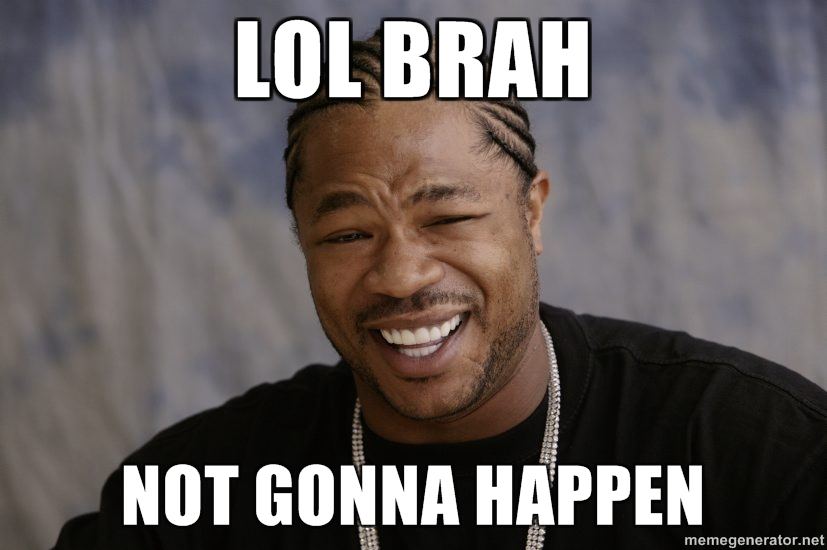 LOL BRAH
NOT GONNA HAPPEN
memegenerator.net